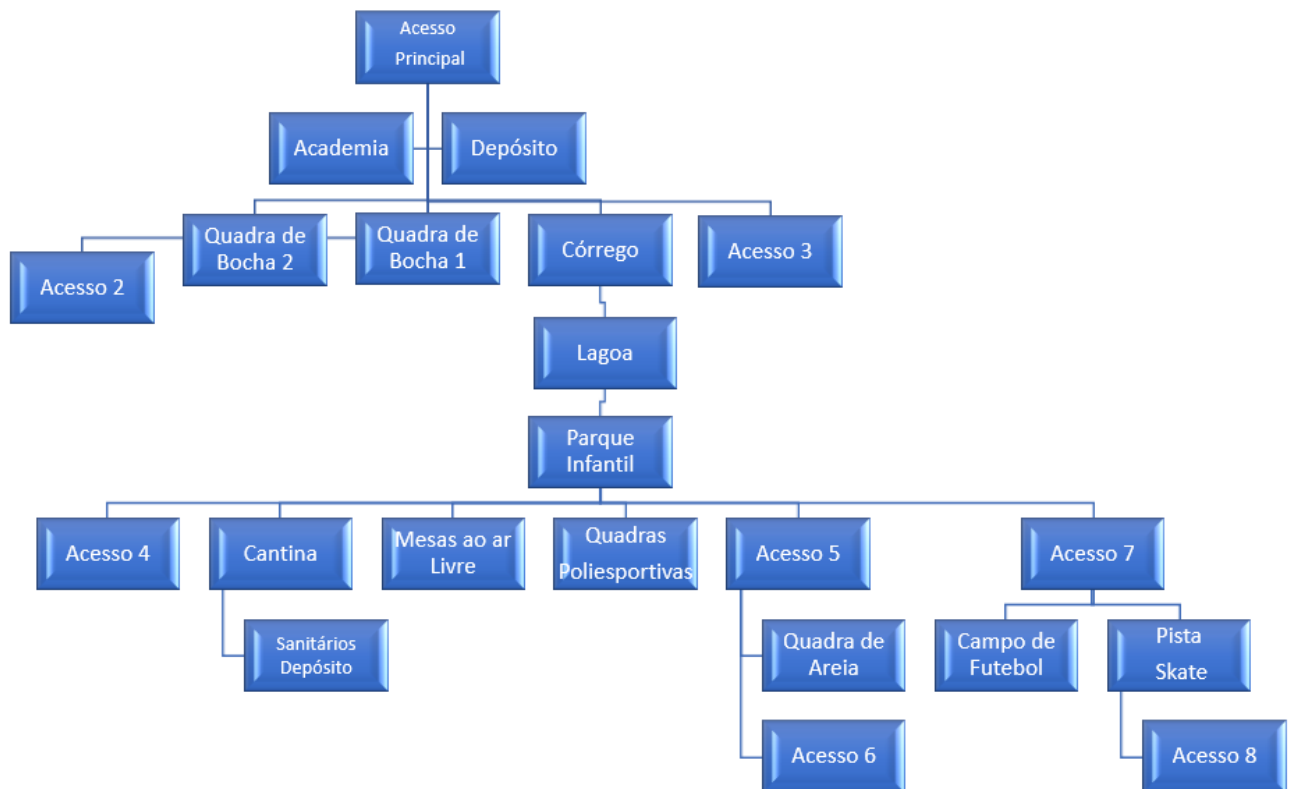 Acesso
Principal
Academia
Depósito
Quadra de
Bocha 2
Quadra de
Bocha 1
Córrego
Acesso 3
Acesso 2
Lagoa
Parque
Infantil
Acesso 4
Cantina
Mesas ao ar
Livre
Quadras
Poliesportivas
Acesso 5
Acesso 7
Sanitários
Depósito
Quadra de
Areia
Campo de
Futebol
Pista
Skate
Acesso 6
Acesso 8